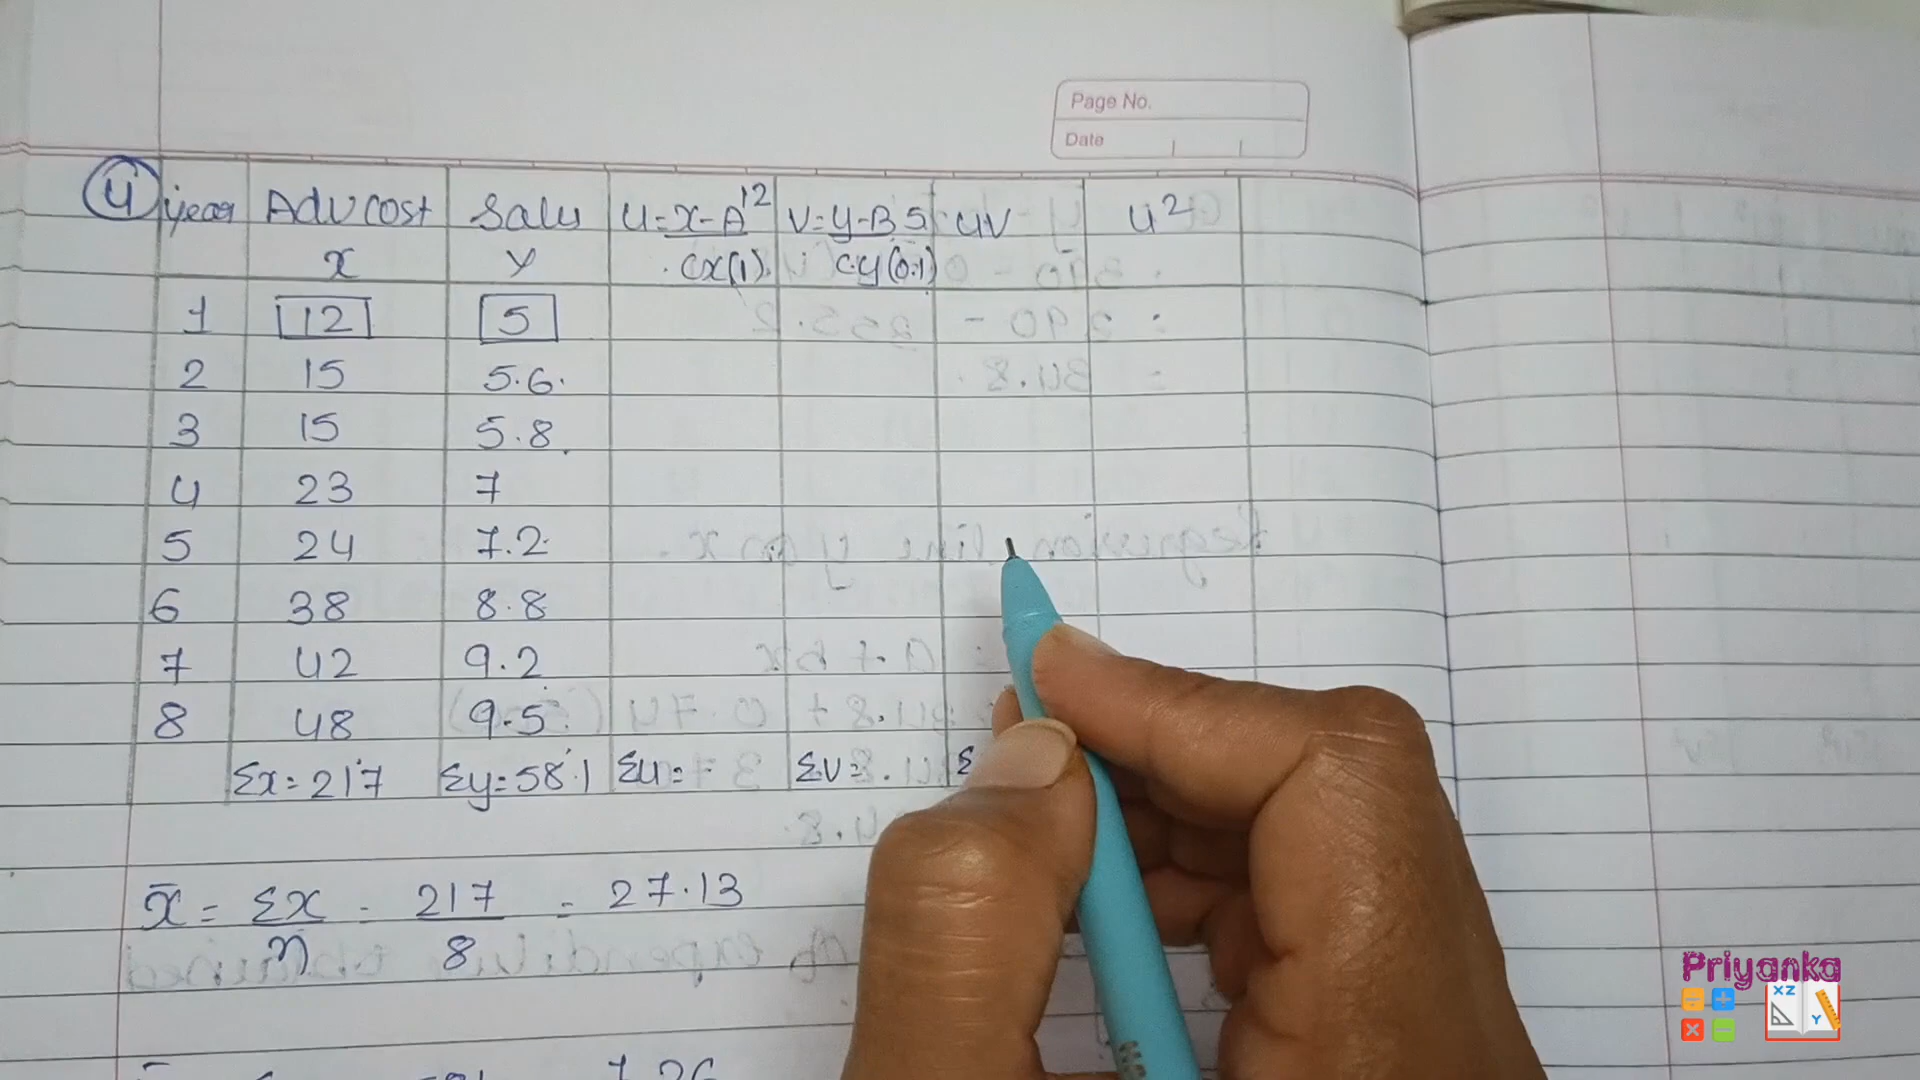 Page No.
Date
4 year Adv cost Sales U = x-A 12 V = y-B 5 uv u2
x y Cx(1) Cy(0.1)
1 12 5
2 15 5.6
3 15 5.8
4 23 7
5 24 7.2
6 38 8.8
7 42 9.2
8 48 9.5
Σx = 217 Σy = 58.1 Σu = Σv = Σ
x̄ = Σx = 217 = 27.13
n 8
7.26
Priyanka
XZ
Y